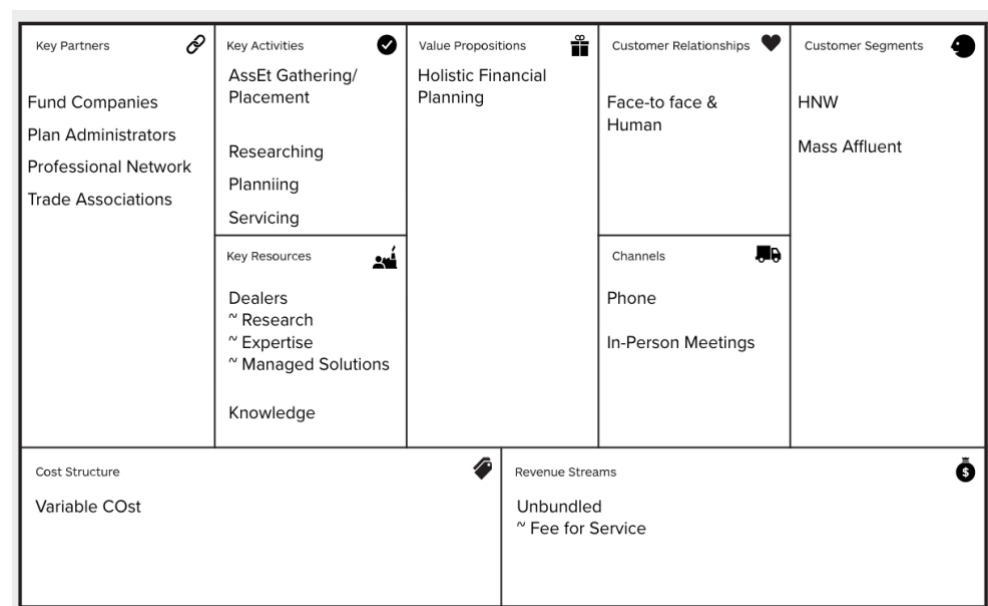 Key Partners
Fund Companies
Plan Administrators
Professional Network
Trade Associations
Key Activities
AssEt Gathering/
Placement
Researching
Planniing
Servicing
Key Resources
Dealers
~ Research
~ Expertise
~ Managed Solutions
Knowledge
Value Propositions
Holistic Financial
Planning
Customer Relationships
Face-to face &
Human
Channels
Phone
In-Person Meetings
Customer Segments
HNW
Mass Affluent
Cost Structure
Variable COst
Revenue Streams
$
Unbundled
~ Fee for Service